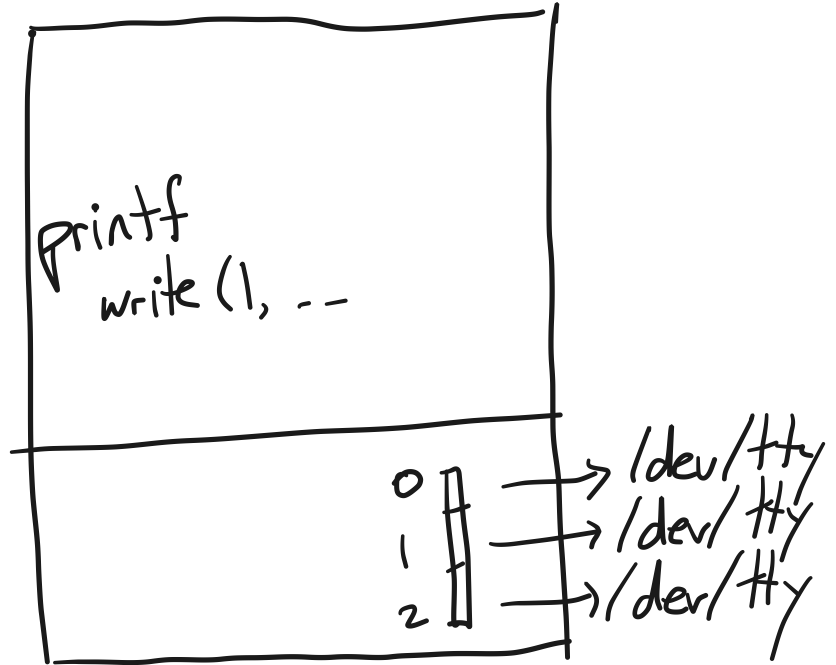 printf
write (1, ---
0 /dev/tty
1 /dev/tty
2 /dev/tty